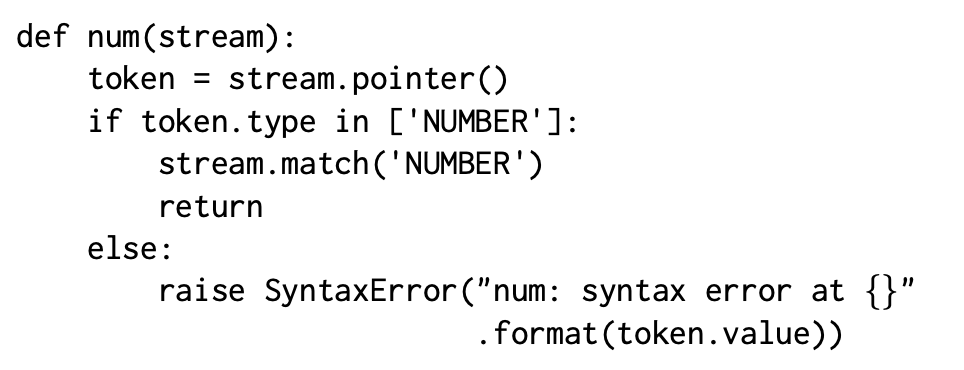 def num(stream):
    token = stream.pointer()
    if token.type in ['NUMBER']:
        stream.match('NUMBER')
        return
    else:
        raise SyntaxError("num: syntax error at {}"
                          .format(token.value))